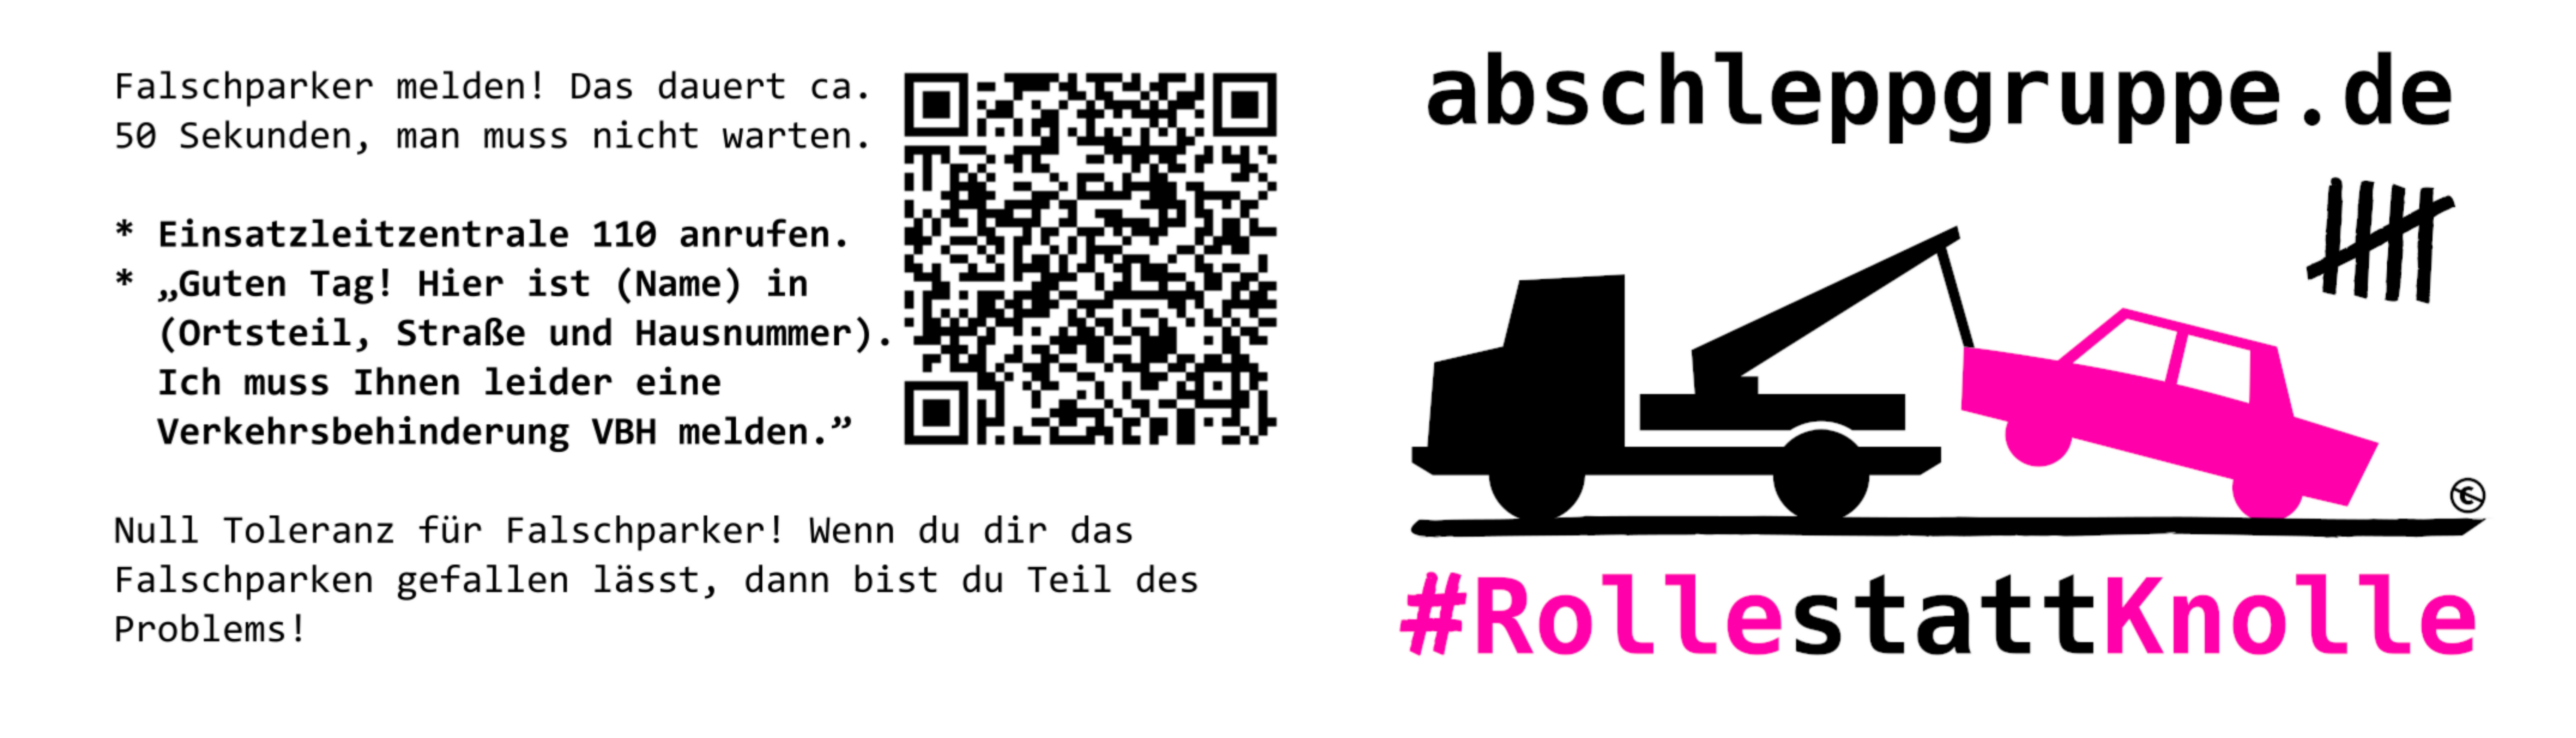 Falschparker melden! Das dauert ca.
50 Sekunden, man muss nicht warten.
* Einsatzleitzentrale 110 anrufen.
* „Guten Tag! Hier ist (Name) in
(Ortsteil, Straße und Hausnummer).
Ich muss Ihnen leider eine
Verkehrsbehinderung VBH melden.”
Null Toleranz für Falschparker! Wenn du dir das
Falschparken gefallen lässt, dann bist du Teil des
Problems!
abschleppgruppe.de
#RollestattKnolle